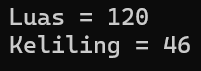 Luas = 120
Keliling = 46